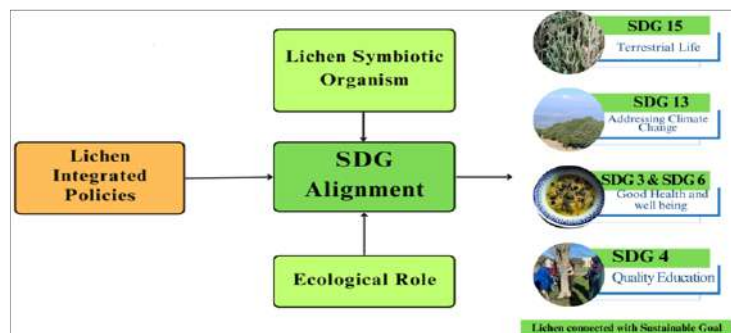 Lichen Symbiotic
Organism
Lichen
Integrated
Policies
SDG
Alignment
Ecological Role
SDG 15
Terrestrial Life
SDG 13
Addressing Climate
Change
SDG 3 & SDG 6
Good Health and
well being
SDG 4
Quality Education
Lichen connected with Sustainable Goal